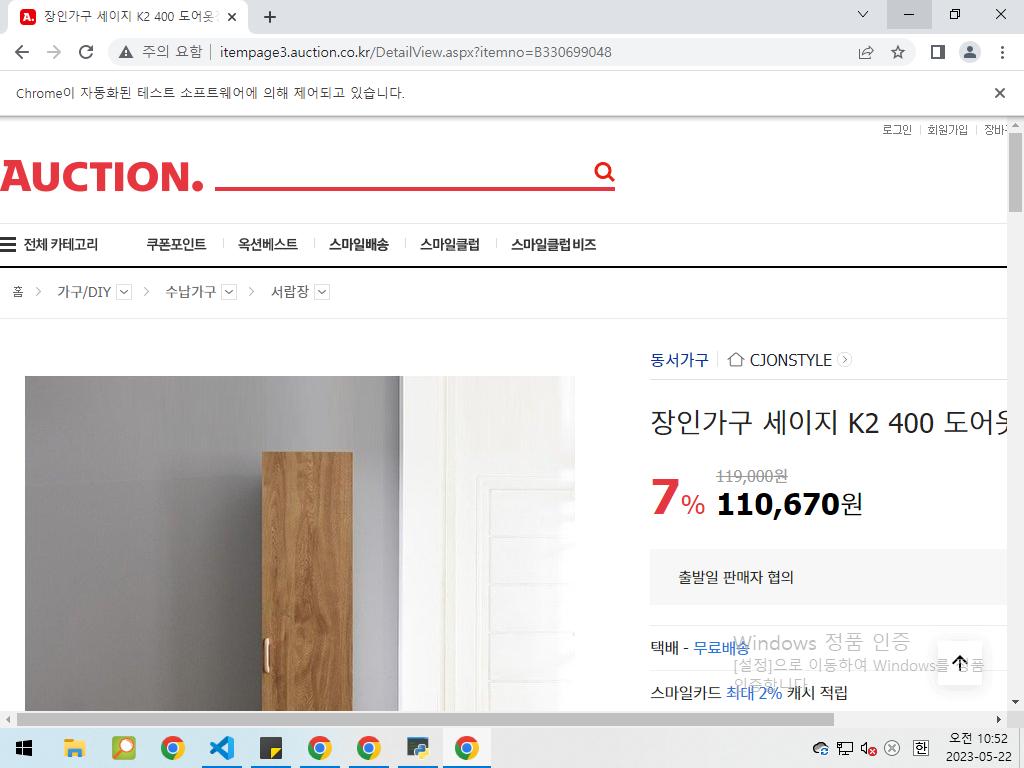 장인가구 세이지 K2 400 도어옷
주의 요함 itempage3.auction.co.kr/DetailView.aspx?itemno=B330699048
Chrome이 자동화된 테스트 소프트웨어에 의해 제어되고 있습니다.
로그인 회원가입 장바
AUCTION.
전체 카테고리 쿠폰포인트 옥션베스트 스마일배송 스마일클럽 스마일클럽 비즈
홈 가구/DIY 수납가구 서랍장
동서가구 CJONSTYLE
장인가구 세이지 K2 400 도어옷
119,000원
7% 110,670원
출발일 판매자 협의
Windows 정품 인증
택배 - 무료배송
[설정]으로 이동하여 Windows를 정품
인증합니다.
스마일카드 최대 2% 캐시 적립
한
오전 10:52
2023-05-22